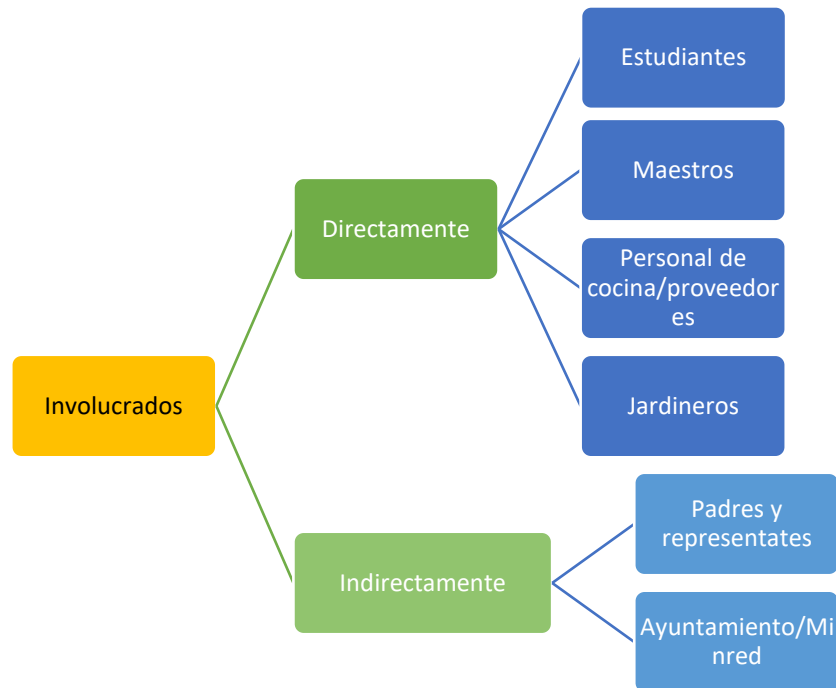 Estudiantes
Maestros
Directamente
Personal de
cocina/proveedor
es
Involucrados
Jardineros
Padres y
representates
Indirectamente
Ayuntamiento/Mi
nred